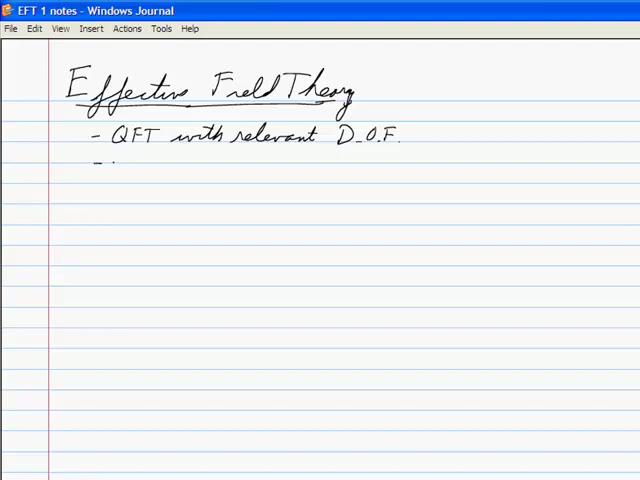 EFT 1 notes - Windows Journal
File Edit View Insert Actions Tools Help
Effective Field Theory
- QFT with relevant D.O.F.
-